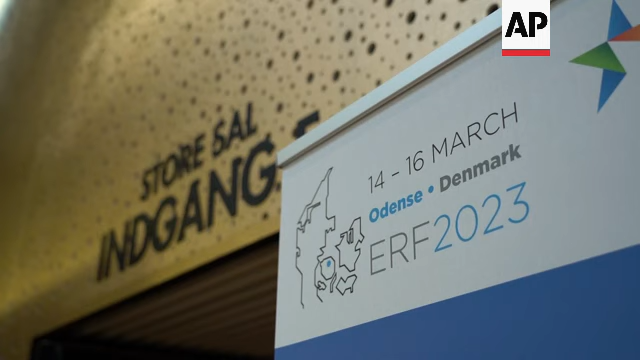 AP
STORE SAL
INDGANG
14 – 16 MARCH
Odense • Denmark
ERF2023